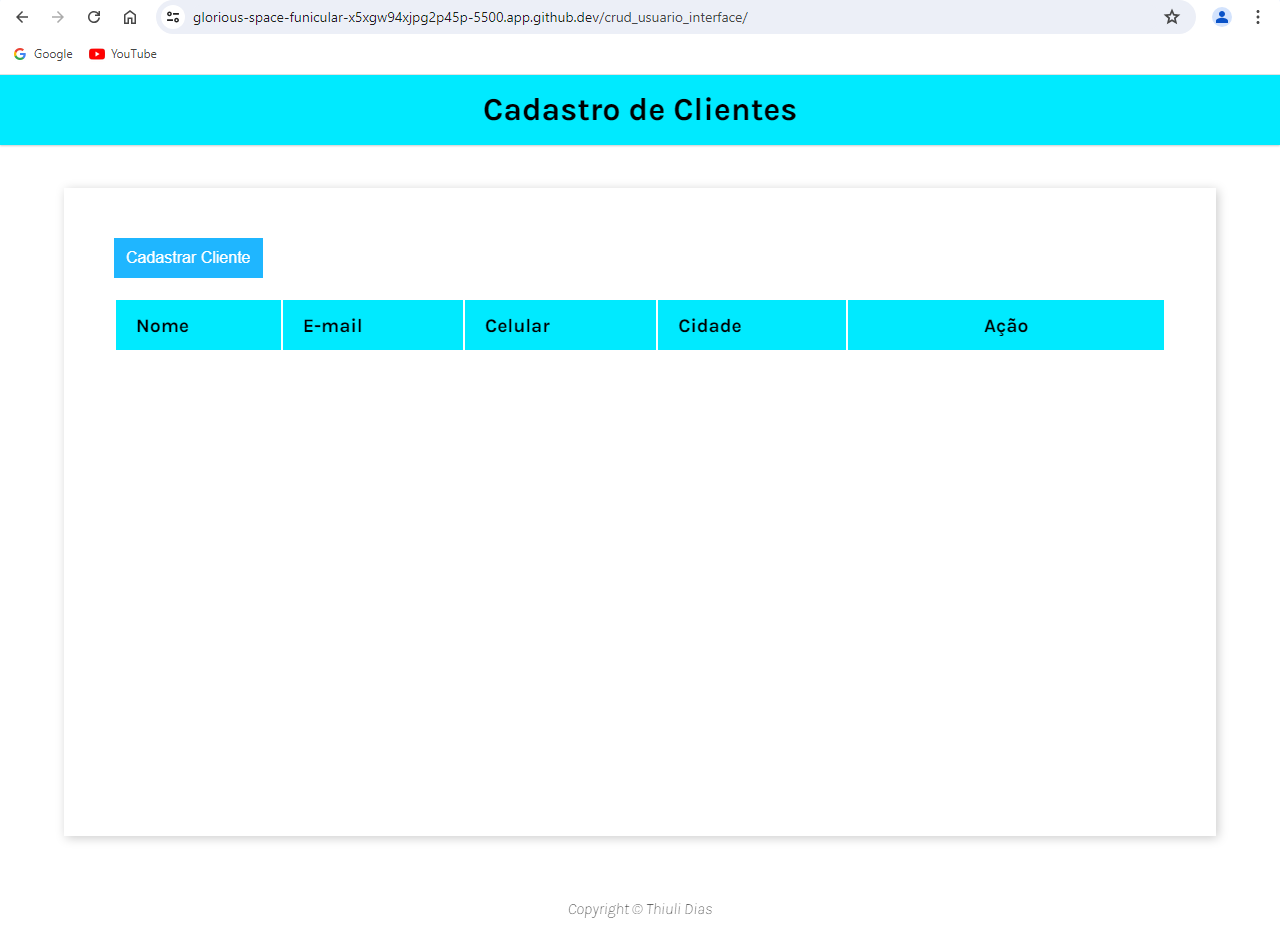 glorious-space-funicular-x5xgw94xjpg2p45p-5500.app.github.dev/crud_usuario_interface/
Google YouTube
Cadastro de Clientes
Cadastrar Cliente
Nome E-mail Celular Cidade Ação
Copyright © Thiuli Dias